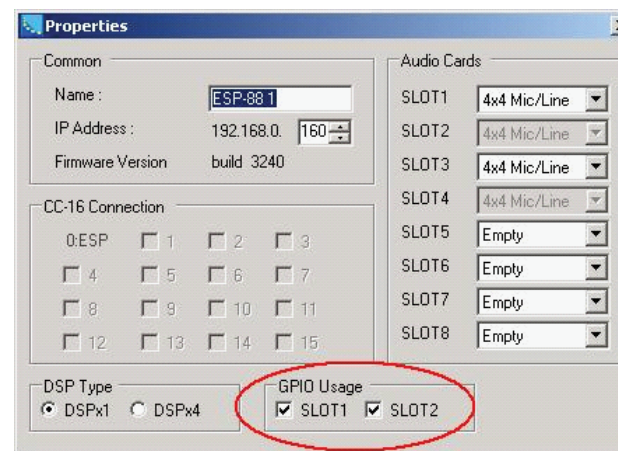 Properties
Common
Name :
ESP-88 1
IP Address :
192.168.0. 160
Firmware Version
build 3240
CC-16 Connection
0:ESP 1 2 3
4 5 6 7
8 9 10 11
12 13 14 15
DSP Type
DSPx1 DSPx4
GPIO Usage
SLOT1 SLOT2
Audio Cards
SLOT1 4x4 Mic/Line
SLOT2 4x4 Mic/Line
SLOT3 4x4 Mic/Line
SLOT4 4x4 Mic/Line
SLOT5 Empty
SLOT6 Empty
SLOT7 Empty
SLOT8 Empty